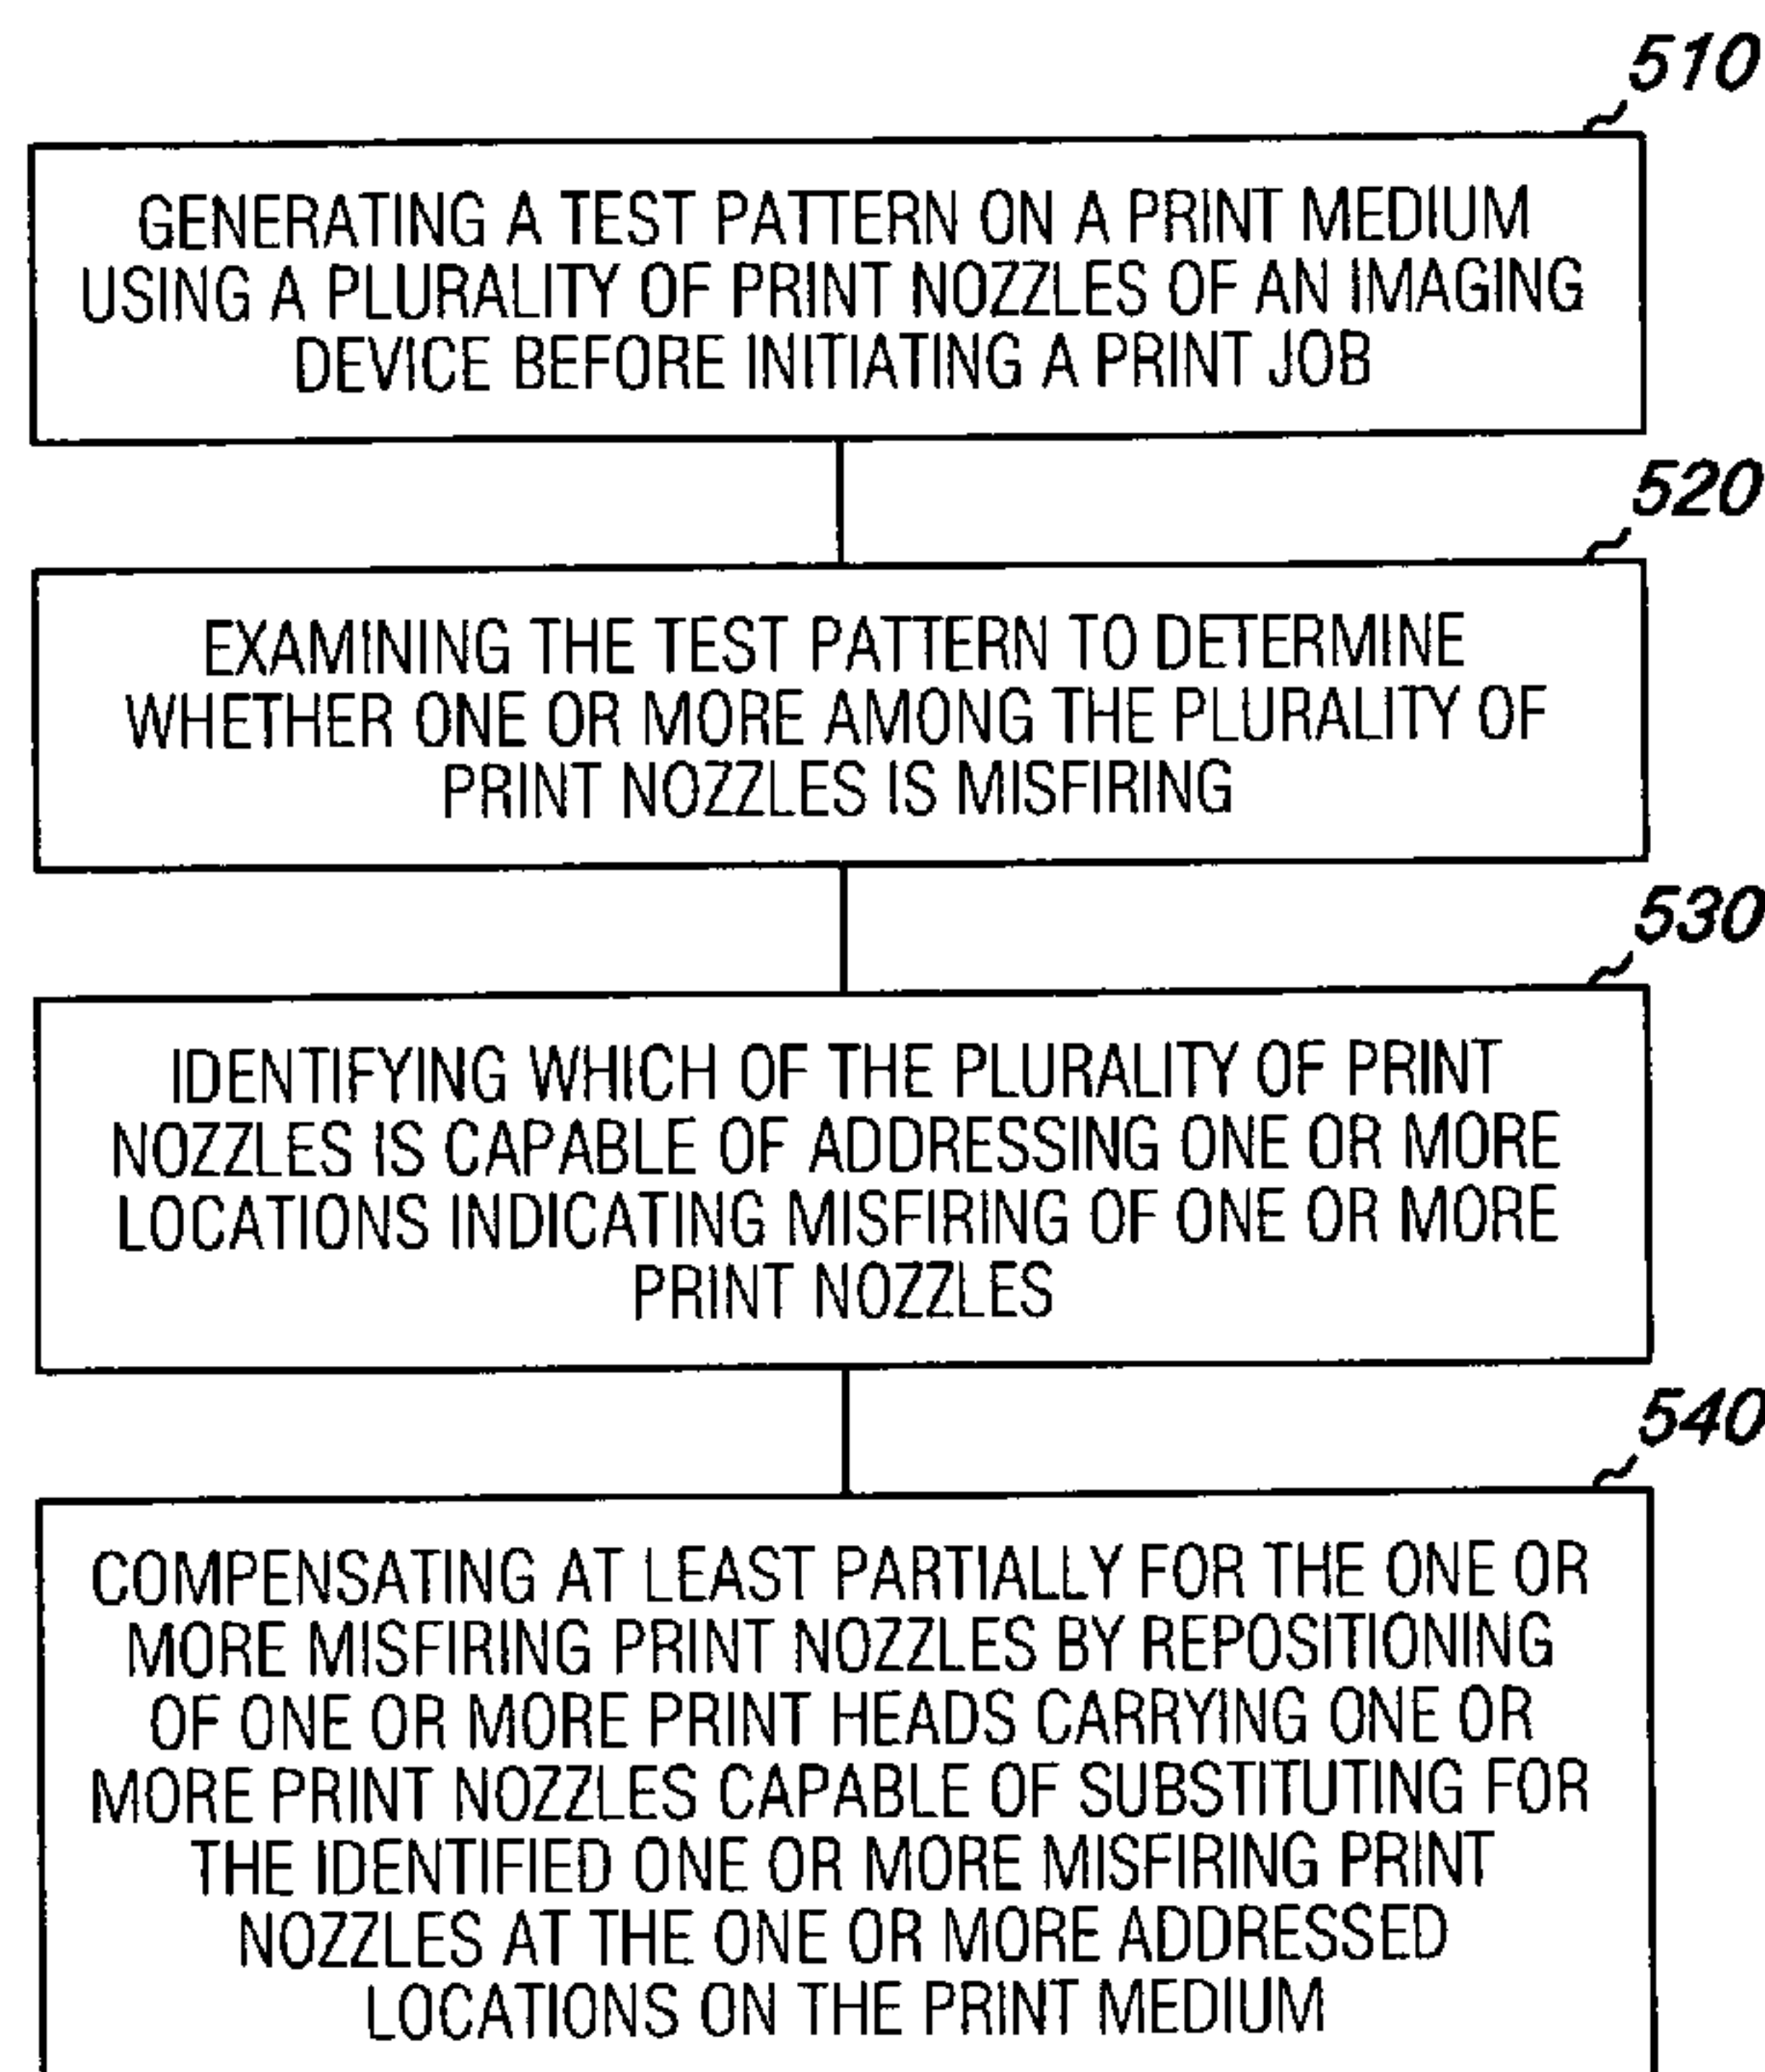 510
GENERATING A TEST PATTERN ON A PRINT MEDIUM
USING A PLURALITY OF PRINT NOZZLES OF AN IMAGING
DEVICE BEFORE INITIATING A PRINT JOB
520
EXAMINING THE TEST PATTERN TO DETERMINE
WHETHER ONE OR MORE AMONG THE PLURALITY OF
PRINT NOZZLES IS MISFIRING
530
IDENTIFYING WHICH OF THE PLURALITY OF PRINT
NOZZLES IS CAPABLE OF ADDRESSING ONE OR MORE
LOCATIONS INDICATING MISFIRING OF ONE OR MORE
PRINT NOZZLES
540
COMPENSATING AT LEAST PARTIALLY FOR THE ONE OR
MORE MISFIRING PRINT NOZZLES BY REPOSITIONING
OF ONE OR MORE PRINT HEADS CARRYING ONE OR
MORE PRINT NOZZLES CAPABLE OF SUBSTITUTING FOR
THE IDENTIFIED ONE OR MORE MISFIRING PRINT
NOZZLES AT THE ONE OR MORE ADDRESSED
LOCATIONS ON THE PRINT MEDIUM